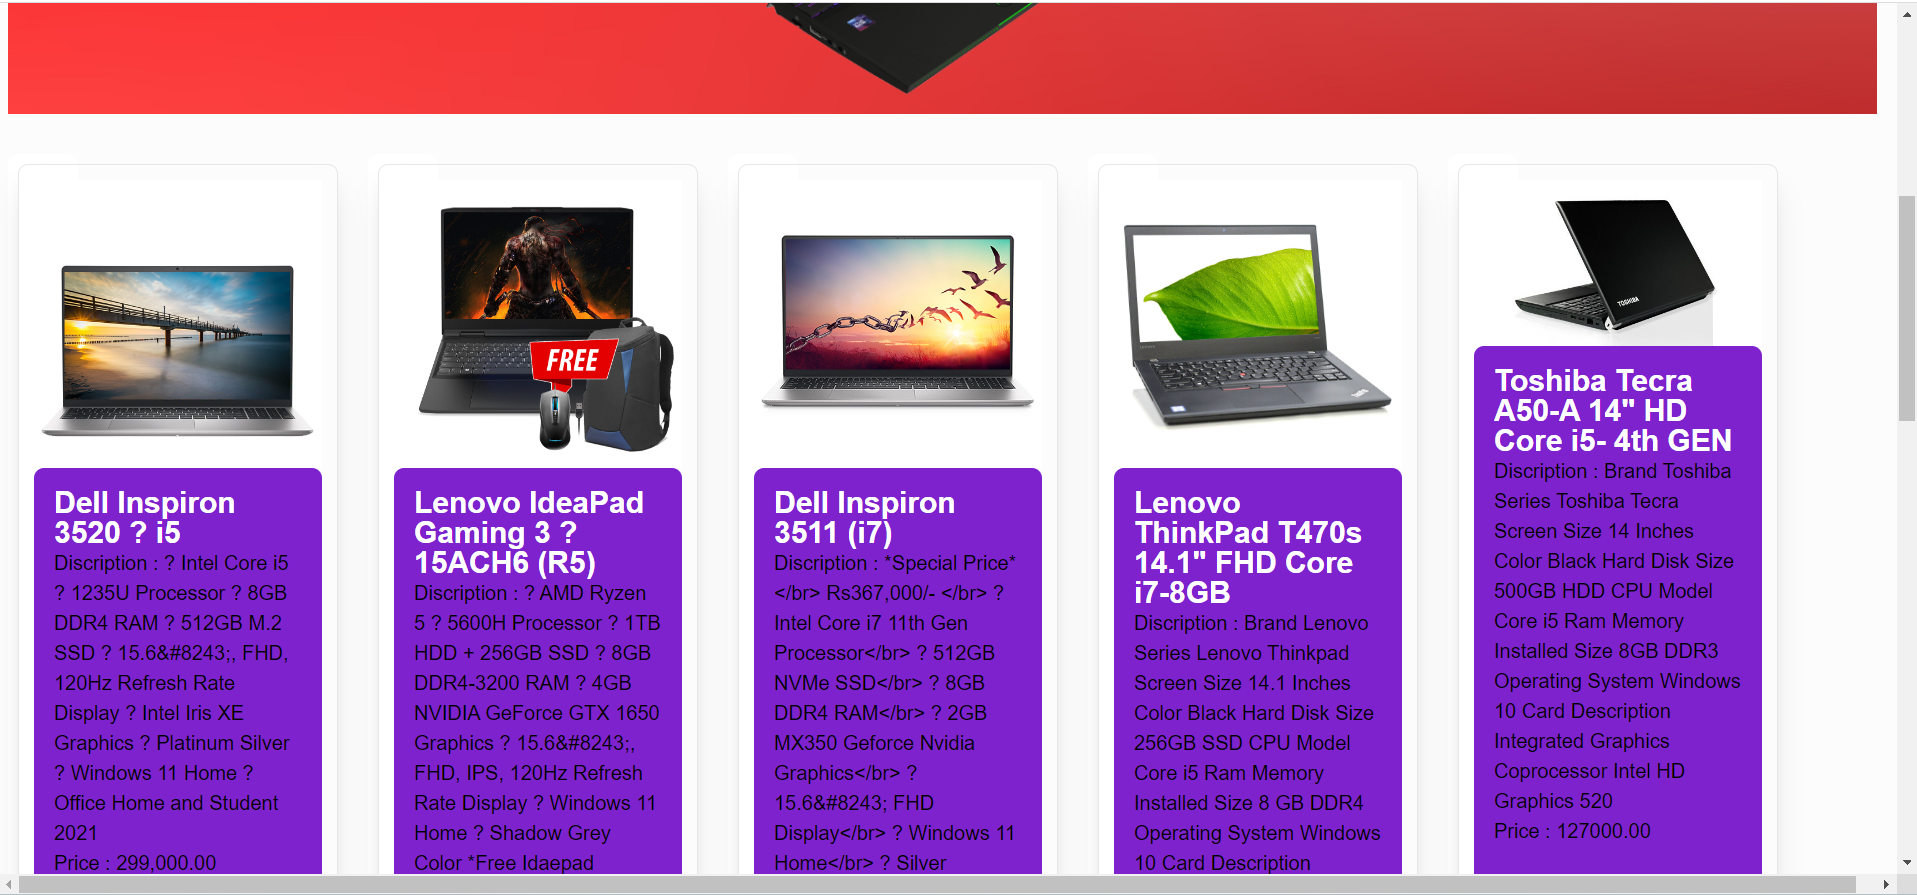 FREE
TOSHIBA
Dell Inspiron
3520 ? i5
Discription : ? Intel Core i5
? 1235U Processor ? 8GB
DDR4 RAM ? 512GB M.2
SSD ? 15.6&#8243;, FHD,
120Hz Refresh Rate
Display ? Intel Iris XE
Graphics ? Platinum Silver
? Windows 11 Home ?
Office Home and Student
2021
Price : 299,000.00
Lenovo IdeaPad
Gaming 3 ?
15ACH6 (R5)
Discription : ? AMD Ryzen
5 ? 5600H Processor ? 1TB
HDD + 256GB SSD ? 8GB
DDR4-3200 RAM ? 4GB
NVIDIA GeForce GTX 1650
Graphics ? 15.6&#8243;,
FHD, IPS, 120Hz Refresh
Rate Display ? Windows 11
Home ? Shadow Grey
Color *Free Idaepad
Dell Inspiron
3511 (i7)
Discription : *Special Price*
</br> Rs367,000/- </br> ?
Intel Core i7 11th Gen
Processor</br> ? 512GB
NVMe SSD</br> ? 8GB
DDR4 RAM</br> ? 2GB
MX350 Geforce Nvidia
Graphics</br> ?
15.6&#8243; FHD
Display</br> ? Windows 11
Home</br> ? Silver
Lenovo
ThinkPad T470s
14.1" FHD Core
i7-8GB
Discription : Brand Lenovo
Series Lenovo Thinkpad
Screen Size 14.1 Inches
Color Black Hard Disk Size
256GB SSD CPU Model
Core i5 Ram Memory
Installed Size 8 GB DDR4
Operating System Windows
10 Card Description
Toshiba Tecra
A50-A 14" HD
Core i5- 4th GEN
Discription : Brand Toshiba
Series Toshiba Tecra
Screen Size 14 Inches
Color Black Hard Disk Size
500GB HDD CPU Model
Core i5 Ram Memory
Installed Size 8GB DDR3
Operating System Windows
10 Card Description
Integrated Graphics
Coprocessor Intel HD
Graphics 520
Price : 127000.00